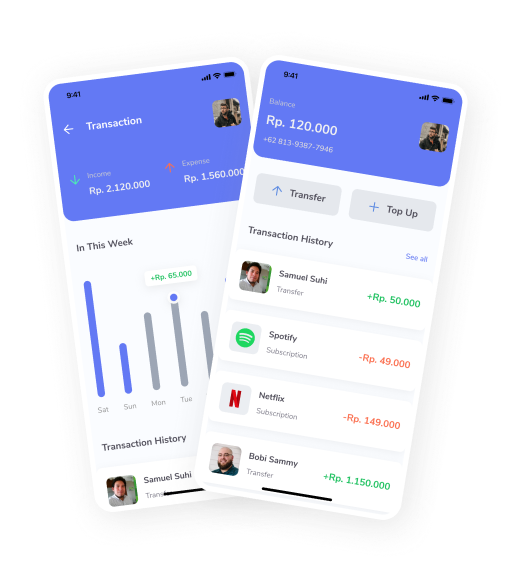 9:41
Transaction
Income
Rp. 2.120.000
Expense
Rp. 1.560.000
In This Week
+Rp. 65.000
Sat
Sun
Mon
Tue
Transaction History
Samuel Suhi
9:41
Balance
Rp. 120.000
+62 813-9387-7946
Transfer
Top Up
Transaction History
See all
Samuel Suhi
Transfer
+Rp. 50.000
Spotify
Subscription
-Rp. 49.000
N
Netflix
Subscription
-Rp. 149.000
Bobi Sammy
Transfer
+Rp. 1.150.000